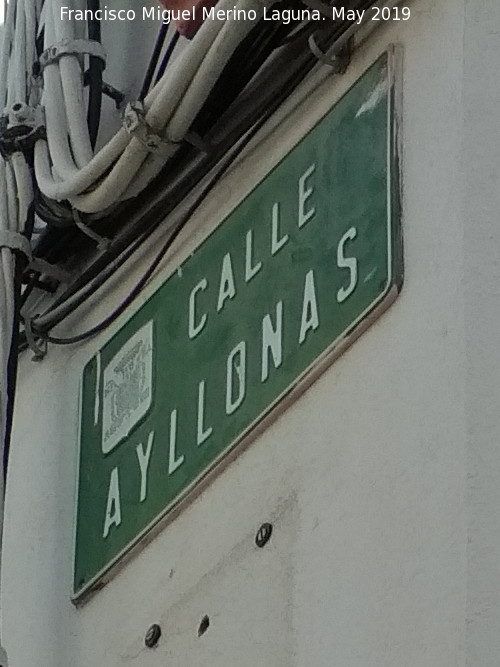 Francisco Miguel Merino Laguna. May 2019
CALLE
AYLLONAS